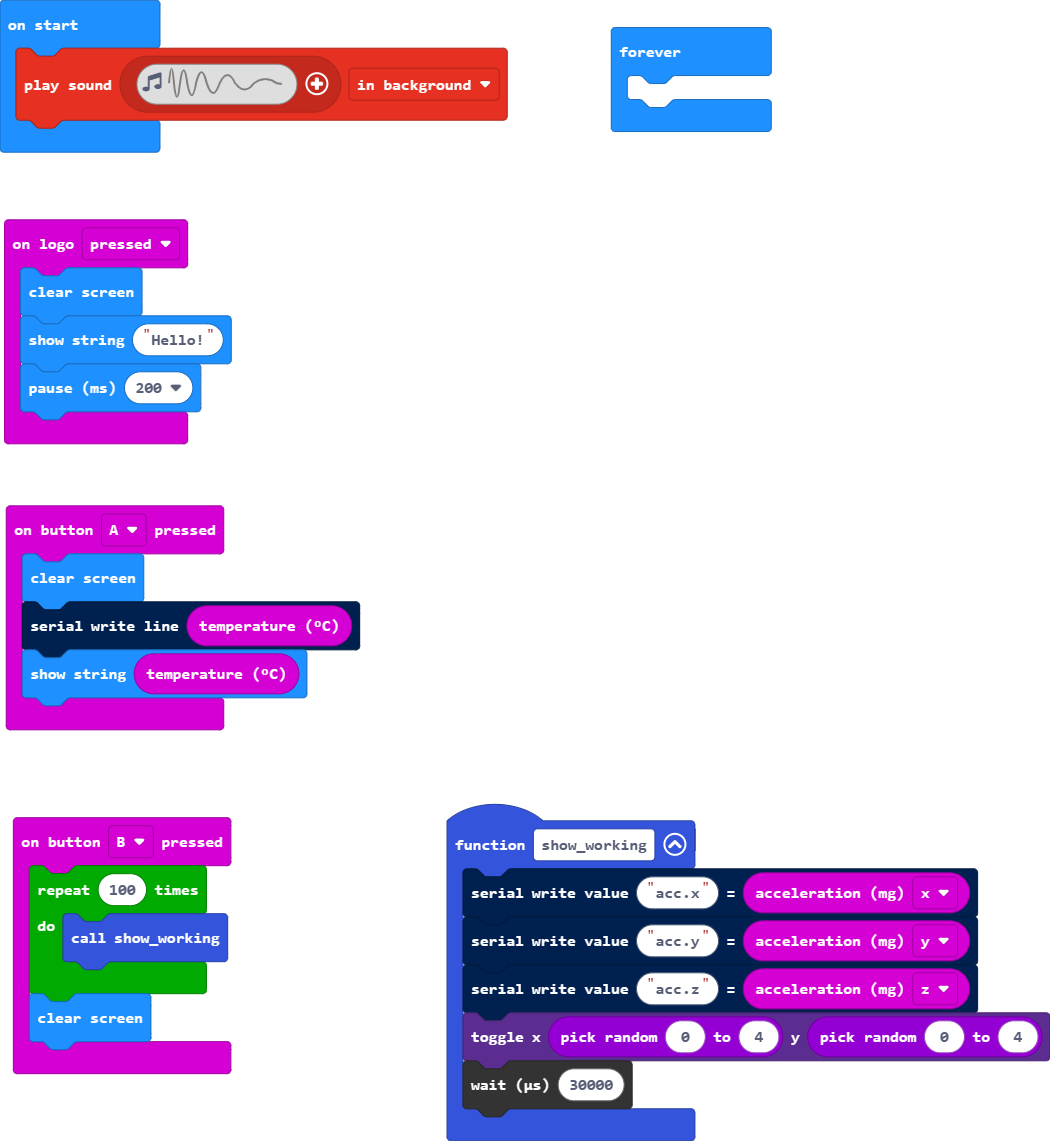 on start
play sound in background
forever
on logo pressed
clear screen
show string "Hello!"
pause (ms) 200
on button A pressed
clear screen
serial write line temperature (ºC)
show string temperature (ºC)
on button B pressed
repeat 100 times
do call show_working
clear screen
function show_working
serial write value "acc.x" = acceleration (mg) x
serial write value "acc.y" = acceleration (mg) y
serial write value "acc.z" = acceleration (mg) z
toggle x pick random 0 to 4 y pick random 0 to 4
wait (µs) 30000